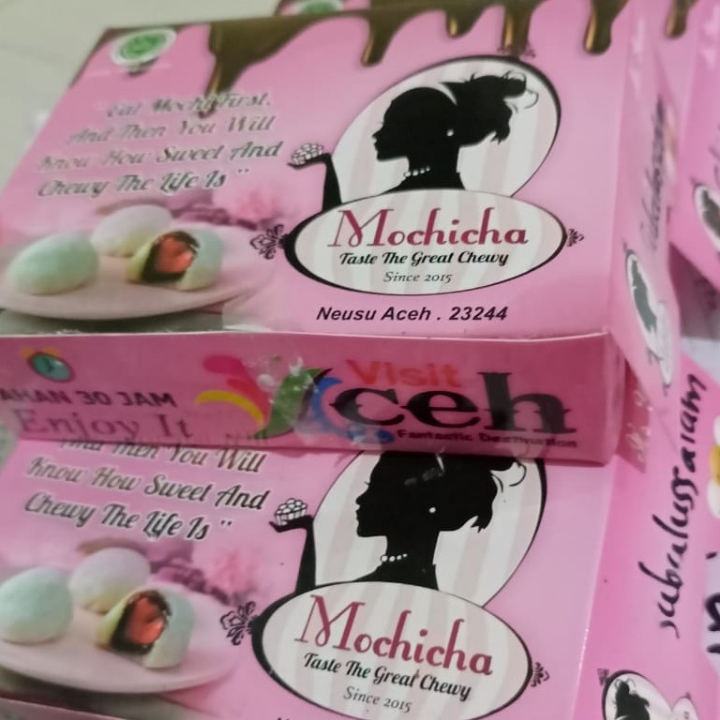 "Eat Mochi First,
And Then You Will
Know How Sweet And
Chewy The Life Is "
Mochicha
Taste The Great Chewy
Since 2015
Neusu Aceh . 23244
TAHAN 30 JAM
Enjoy It
Visit
Aceh
Fantastic Destination
And Then You Will
Know How Sweet And
Chewy The Life Is "
Mochicha
Taste The Great Chewy
Since 2015
subulussalam